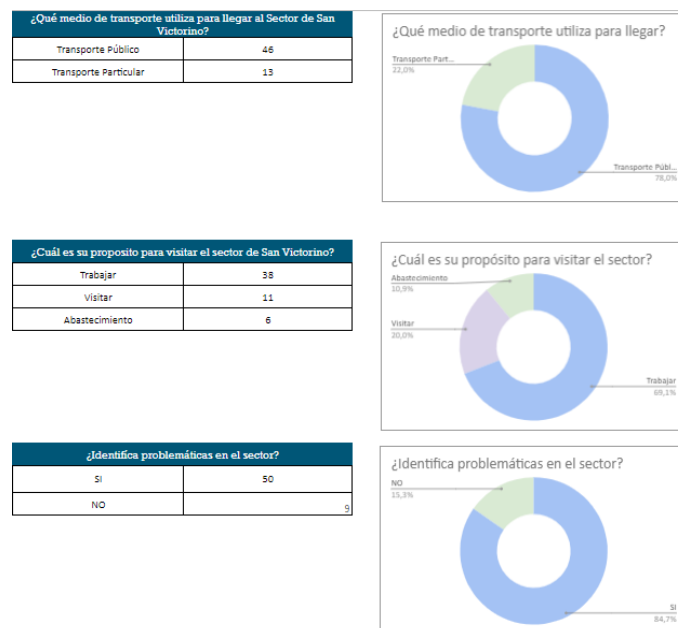 ¿Qué medio de transporte utiliza para llegar al Sector de San
Victorino?
Transporte Público 46
Transporte Particular 13
¿Qué medio de transporte utiliza para llegar?
Transporte Part...
22,0%
Transporte Públ...
78,0%
¿Cuál es su proposito para visitar el sector de San Victorino?
Trabajar 38
Visitar 11
Abastecimiento 6
¿Cuál es su propósito para visitar el sector?
Abastecimiento
10,9%
Visitar
20,0%
Trabajar
69,1%
¿Identifica problemáticas en el sector?
SI 50
NO 9
¿Identifica problemáticas en el sector?
NO
15,3%
SI
84,7%